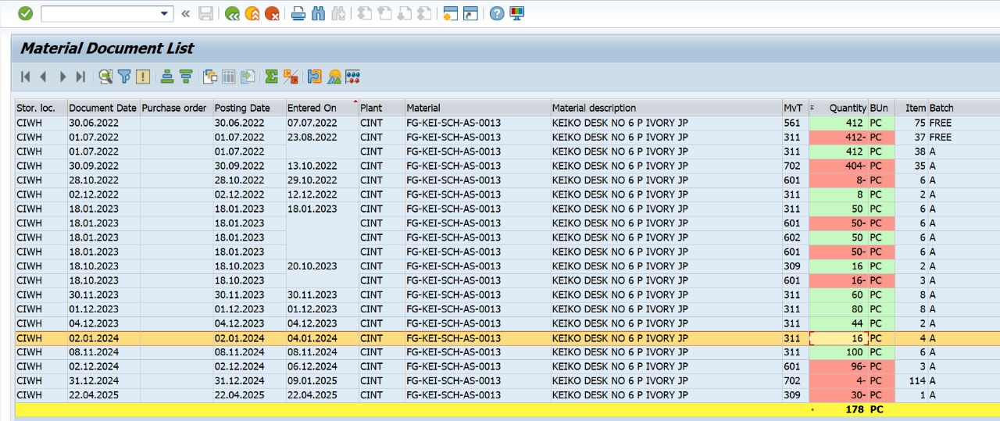 Material Document List
Stor. loc. Document Date Purchase order Posting Date Entered On Plant Material Material description MvT Σ Quantity BUn Item Batch
CIWH 30.06.2022 30.06.2022 07.07.2022 CINT FG-KEI-SCH-AS-0013 KEIKO DESK NO 6 P IVORY JP 561 412 PC 75 FREE
CIWH 01.07.2022 01.07.2022 23.08.2022 CINT FG-KEI-SCH-AS-0013 KEIKO DESK NO 6 P IVORY JP 311 412- PC 37 FREE
CIWH 01.07.2022 01.07.2022 CINT FG-KEI-SCH-AS-0013 KEIKO DESK NO 6 P IVORY JP 311 412 PC 38 A
CIWH 30.09.2022 30.09.2022 13.10.2022 CINT FG-KEI-SCH-AS-0013 KEIKO DESK NO 6 P IVORY JP 702 404- PC 35 A
CIWH 28.10.2022 28.10.2022 29.10.2022 CINT FG-KEI-SCH-AS-0013 KEIKO DESK NO 6 P IVORY JP 601 8- PC 6 A
CIWH 02.12.2022 02.12.2022 12.12.2022 CINT FG-KEI-SCH-AS-0013 KEIKO DESK NO 6 P IVORY JP 311 8 PC 2 A
CIWH 18.01.2023 18.01.2023 18.01.2023 CINT FG-KEI-SCH-AS-0013 KEIKO DESK NO 6 P IVORY JP 311 50 PC 6 A
CIWH 18.01.2023 18.01.2023 CINT FG-KEI-SCH-AS-0013 KEIKO DESK NO 6 P IVORY JP 601 50- PC 6 A
CIWH 18.01.2023 18.01.2023 CINT FG-KEI-SCH-AS-0013 KEIKO DESK NO 6 P IVORY JP 602 50 PC 6 A
CIWH 18.01.2023 18.01.2023 CINT FG-KEI-SCH-AS-0013 KEIKO DESK NO 6 P IVORY JP 601 50- PC 6 A
CIWH 18.10.2023 18.10.2023 20.10.2023 CINT FG-KEI-SCH-AS-0013 KEIKO DESK NO 6 P IVORY JP 309 16 PC 2 A
CIWH 18.10.2023 18.10.2023 CINT FG-KEI-SCH-AS-0013 KEIKO DESK NO 6 P IVORY JP 601 16- PC 3 A
CIWH 30.11.2023 30.11.2023 30.11.2023 CINT FG-KEI-SCH-AS-0013 KEIKO DESK NO 6 P IVORY JP 311 60 PC 8 A
CIWH 01.12.2023 01.12.2023 01.12.2023 CINT FG-KEI-SCH-AS-0013 KEIKO DESK NO 6 P IVORY JP 311 80 PC 8 A
CIWH 04.12.2023 04.12.2023 04.12.2023 CINT FG-KEI-SCH-AS-0013 KEIKO DESK NO 6 P IVORY JP 311 44 PC 2 A
CIWH 02.01.2024 02.01.2024 04.01.2024 CINT FG-KEI-SCH-AS-0013 KEIKO DESK NO 6 P IVORY JP 311 16 PC 4 A
CIWH 08.11.2024 08.11.2024 08.11.2024 CINT FG-KEI-SCH-AS-0013 KEIKO DESK NO 6 P IVORY JP 311 100 PC 6 A
CIWH 02.12.2024 02.12.2024 06.12.2024 CINT FG-KEI-SCH-AS-0013 KEIKO DESK NO 6 P IVORY JP 601 96- PC 3 A
CIWH 31.12.2024 31.12.2024 09.01.2025 CINT FG-KEI-SCH-AS-0013 KEIKO DESK NO 6 P IVORY JP 702 4- PC 114 A
CIWH 22.04.2025 22.04.2025 22.04.2025 CINT FG-KEI-SCH-AS-0013 KEIKO DESK NO 6 P IVORY JP 309 30- PC 1 A
178 PC